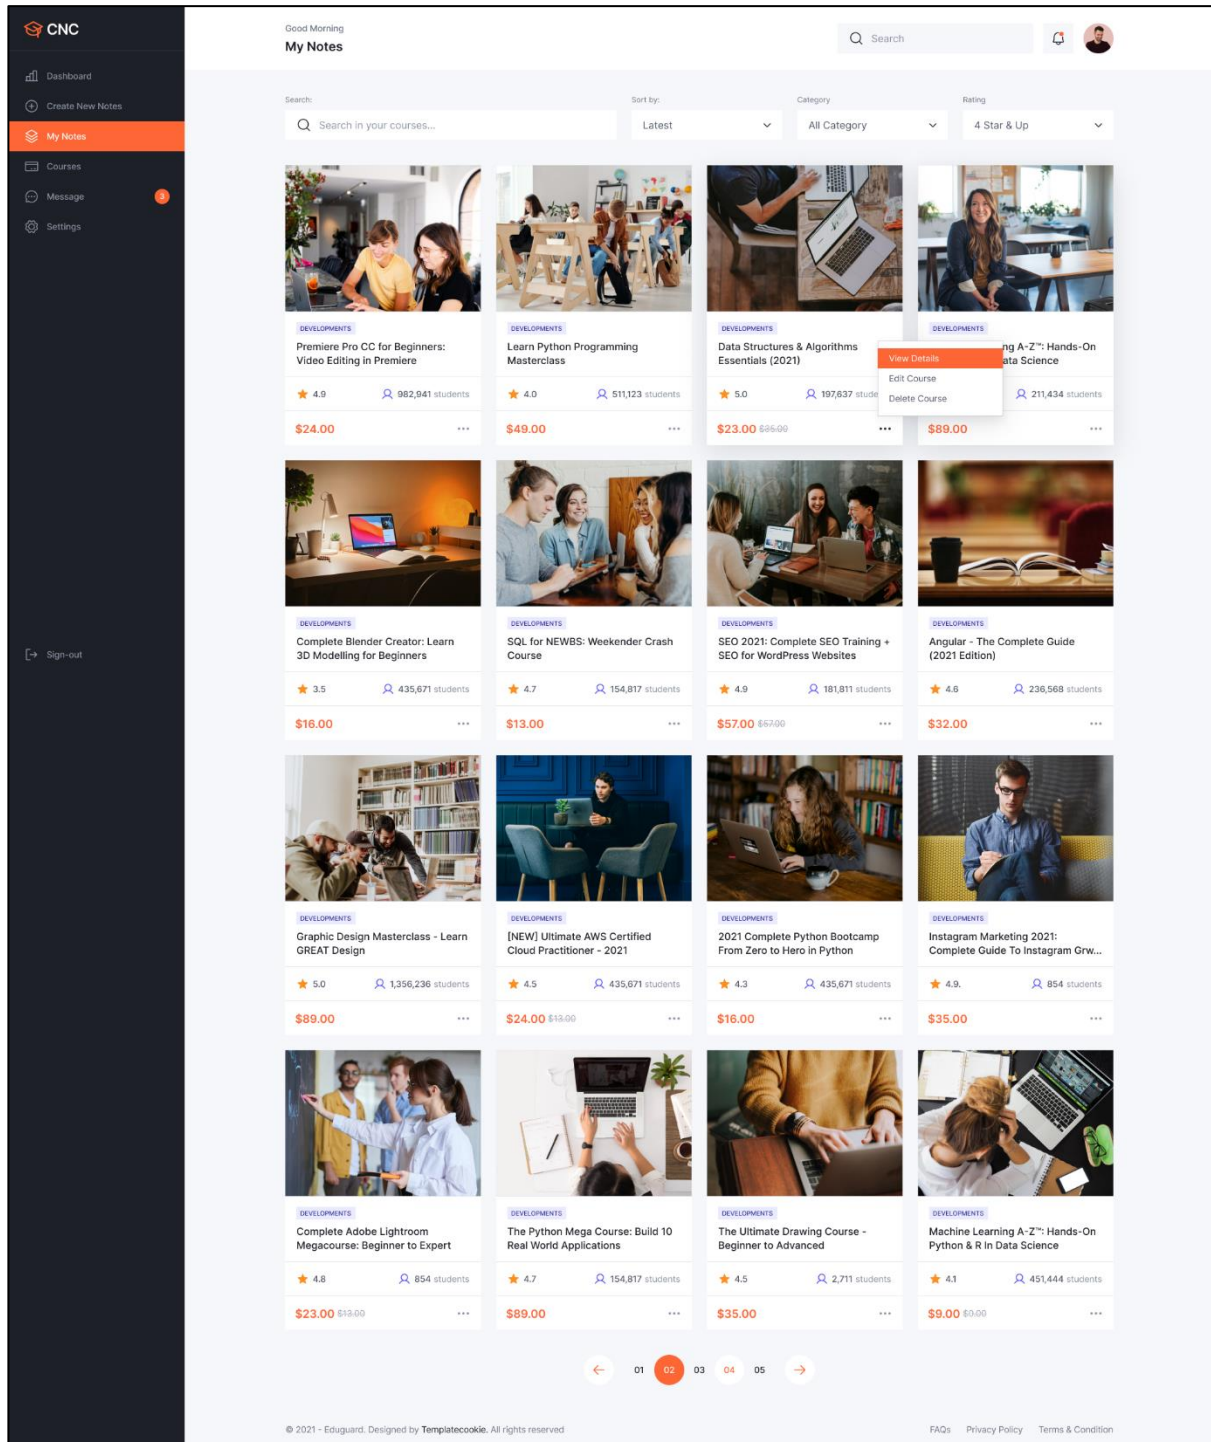 CNC
Good Morning
My Notes
Search
Dashboard
Create New Notes
My Notes
Courses
Message 3
Settings
Sign-out
Search: Sort by: Category Rating
Search in your courses... Latest All Category 4 Star & Up
DEVELOPMENTS
Premiere Pro CC for Beginners:
Video Editing in Premiere
4.9 982,941 students
$24.00
DEVELOPMENTS
Learn Python Programming
Masterclass
4.0 511,123 students
$49.00
DEVELOPMENTS
Data Structures & Algorithms
Essentials (2021)
5.0 197,637 stude
$23.00 $35.00
View Details
Edit Course
Delete Course
DEVELOPMENTS
ng A-Z™: Hands-On
ata Science
211,434 students
$89.00
DEVELOPMENTS
Complete Blender Creator: Learn
3D Modelling for Beginners
3.5 435,671 students
$16.00
DEVELOPMENTS
SQL for NEWBS: Weekender Crash
Course
4.7 154,817 students
$13.00
DEVELOPMENTS
SEO 2021: Complete SEO Training +
SEO for WordPress Websites
4.9 181,811 students
$57.00 $57.00
DEVELOPMENTS
Angular - The Complete Guide
(2021 Edition)
4.6 236,568 students
$32.00
DEVELOPMENTS
Graphic Design Masterclass - Learn
GREAT Design
5.0 1,356,236 students
$89.00
DEVELOPMENTS
[NEW] Ultimate AWS Certified
Cloud Practitioner - 2021
4.5 435,671 students
$24.00 $13.00
DEVELOPMENTS
2021 Complete Python Bootcamp
From Zero to Hero in Python
4.3 435,671 students
$16.00
DEVELOPMENTS
Instagram Marketing 2021:
Complete Guide To Instagram Grw...
4.9. 854 students
$35.00
DEVELOPMENTS
Complete Adobe Lightroom
Megacourse: Beginner to Expert
4.8 854 students
$23.00 $13.00
DEVELOPMENTS
The Python Mega Course: Build 10
Real World Applications
4.7 154,817 students
$89.00
DEVELOPMENTS
The Ultimate Drawing Course -
Beginner to Advanced
4.5 2,711 students
$35.00
DEVELOPMENTS
Machine Learning A-Z™: Hands-On
Python & R In Data Science
4.1 451,444 students
$9.00 $0.00
01 02 03 04 05
© 2021 - Eduguard. Designed by Templatecookie. All rights reserved
FAQs Privacy Policy Terms & Condition